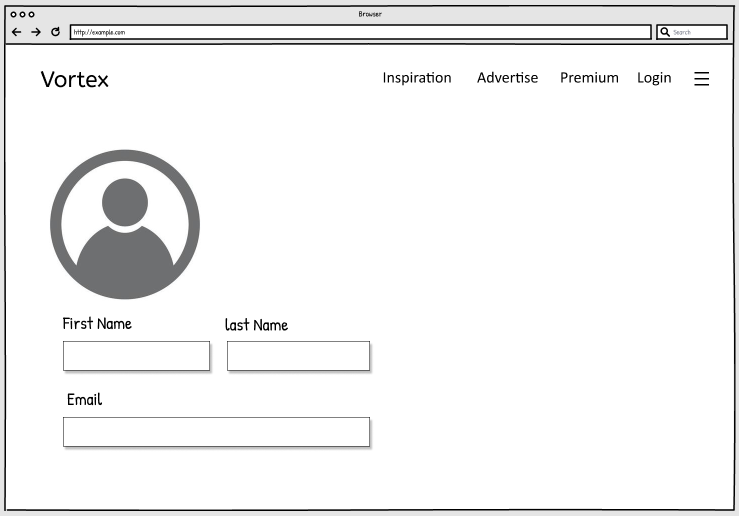 Browser
http://example.com
Search
Vortex
Inspiration Advertise Premium Login
First Name last Name
Email